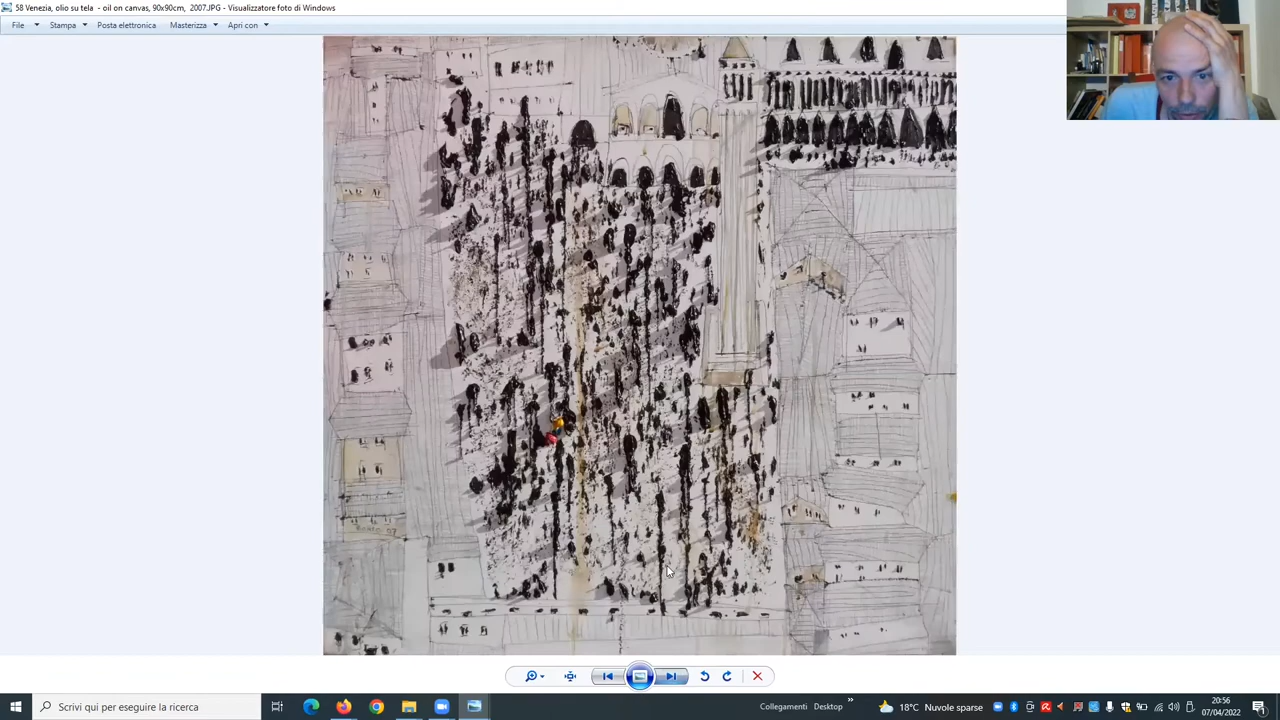 58 Venezia, olio su tela - oil on canvas, 90x90cm, 2007.JPG - Visualizzatore foto di Windows
File Stampa Posta elettronica Masterizza Apri con
Scrivi qui per eseguire la ricerca
Collegamenti Desktop
18°C Nuvole sparse
20:56
07/04/2022